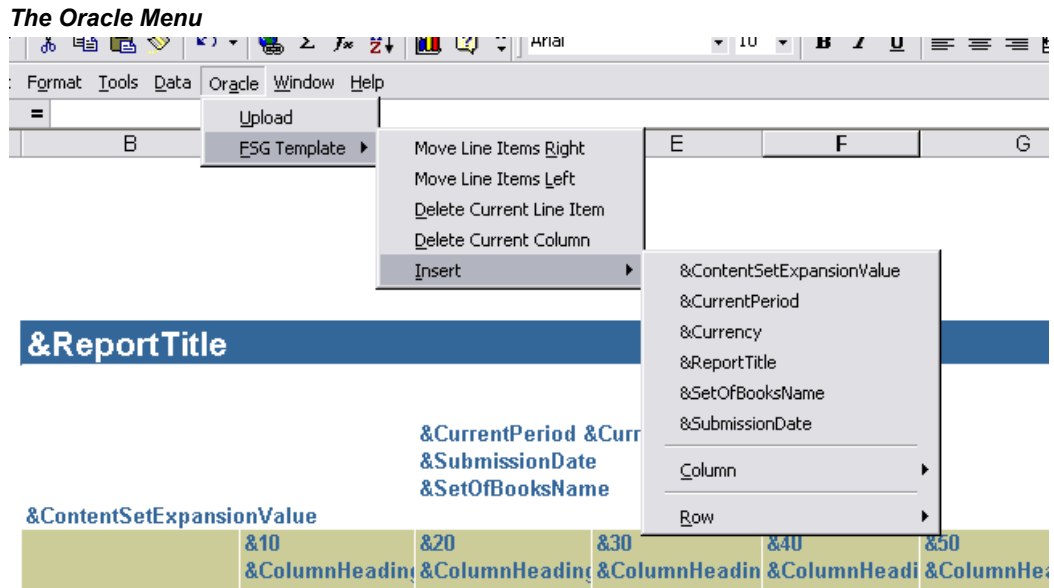 The Oracle Menu
Arial 10 B I U
Format Tools Data Oracle Window Help
=
Upload
FSG Template
B E F G
Move Line Items Right
Move Line Items Left
Delete Current Line Item
Delete Current Column
Insert
&ContentSetExpansionValue
&CurrentPeriod
&Currency
&ReportTitle
&SetOfBooksName
&SubmissionDate
Column
Row
&ReportTitle
&CurrentPeriod &Curr
&SubmissionDate
&SetOfBooksName
&ContentSetExpansionValue
&10 &20 &30 &40 &50
&ColumnHeading &ColumnHeading &ColumnHeadin &ColumnHeadi &ColumnHea